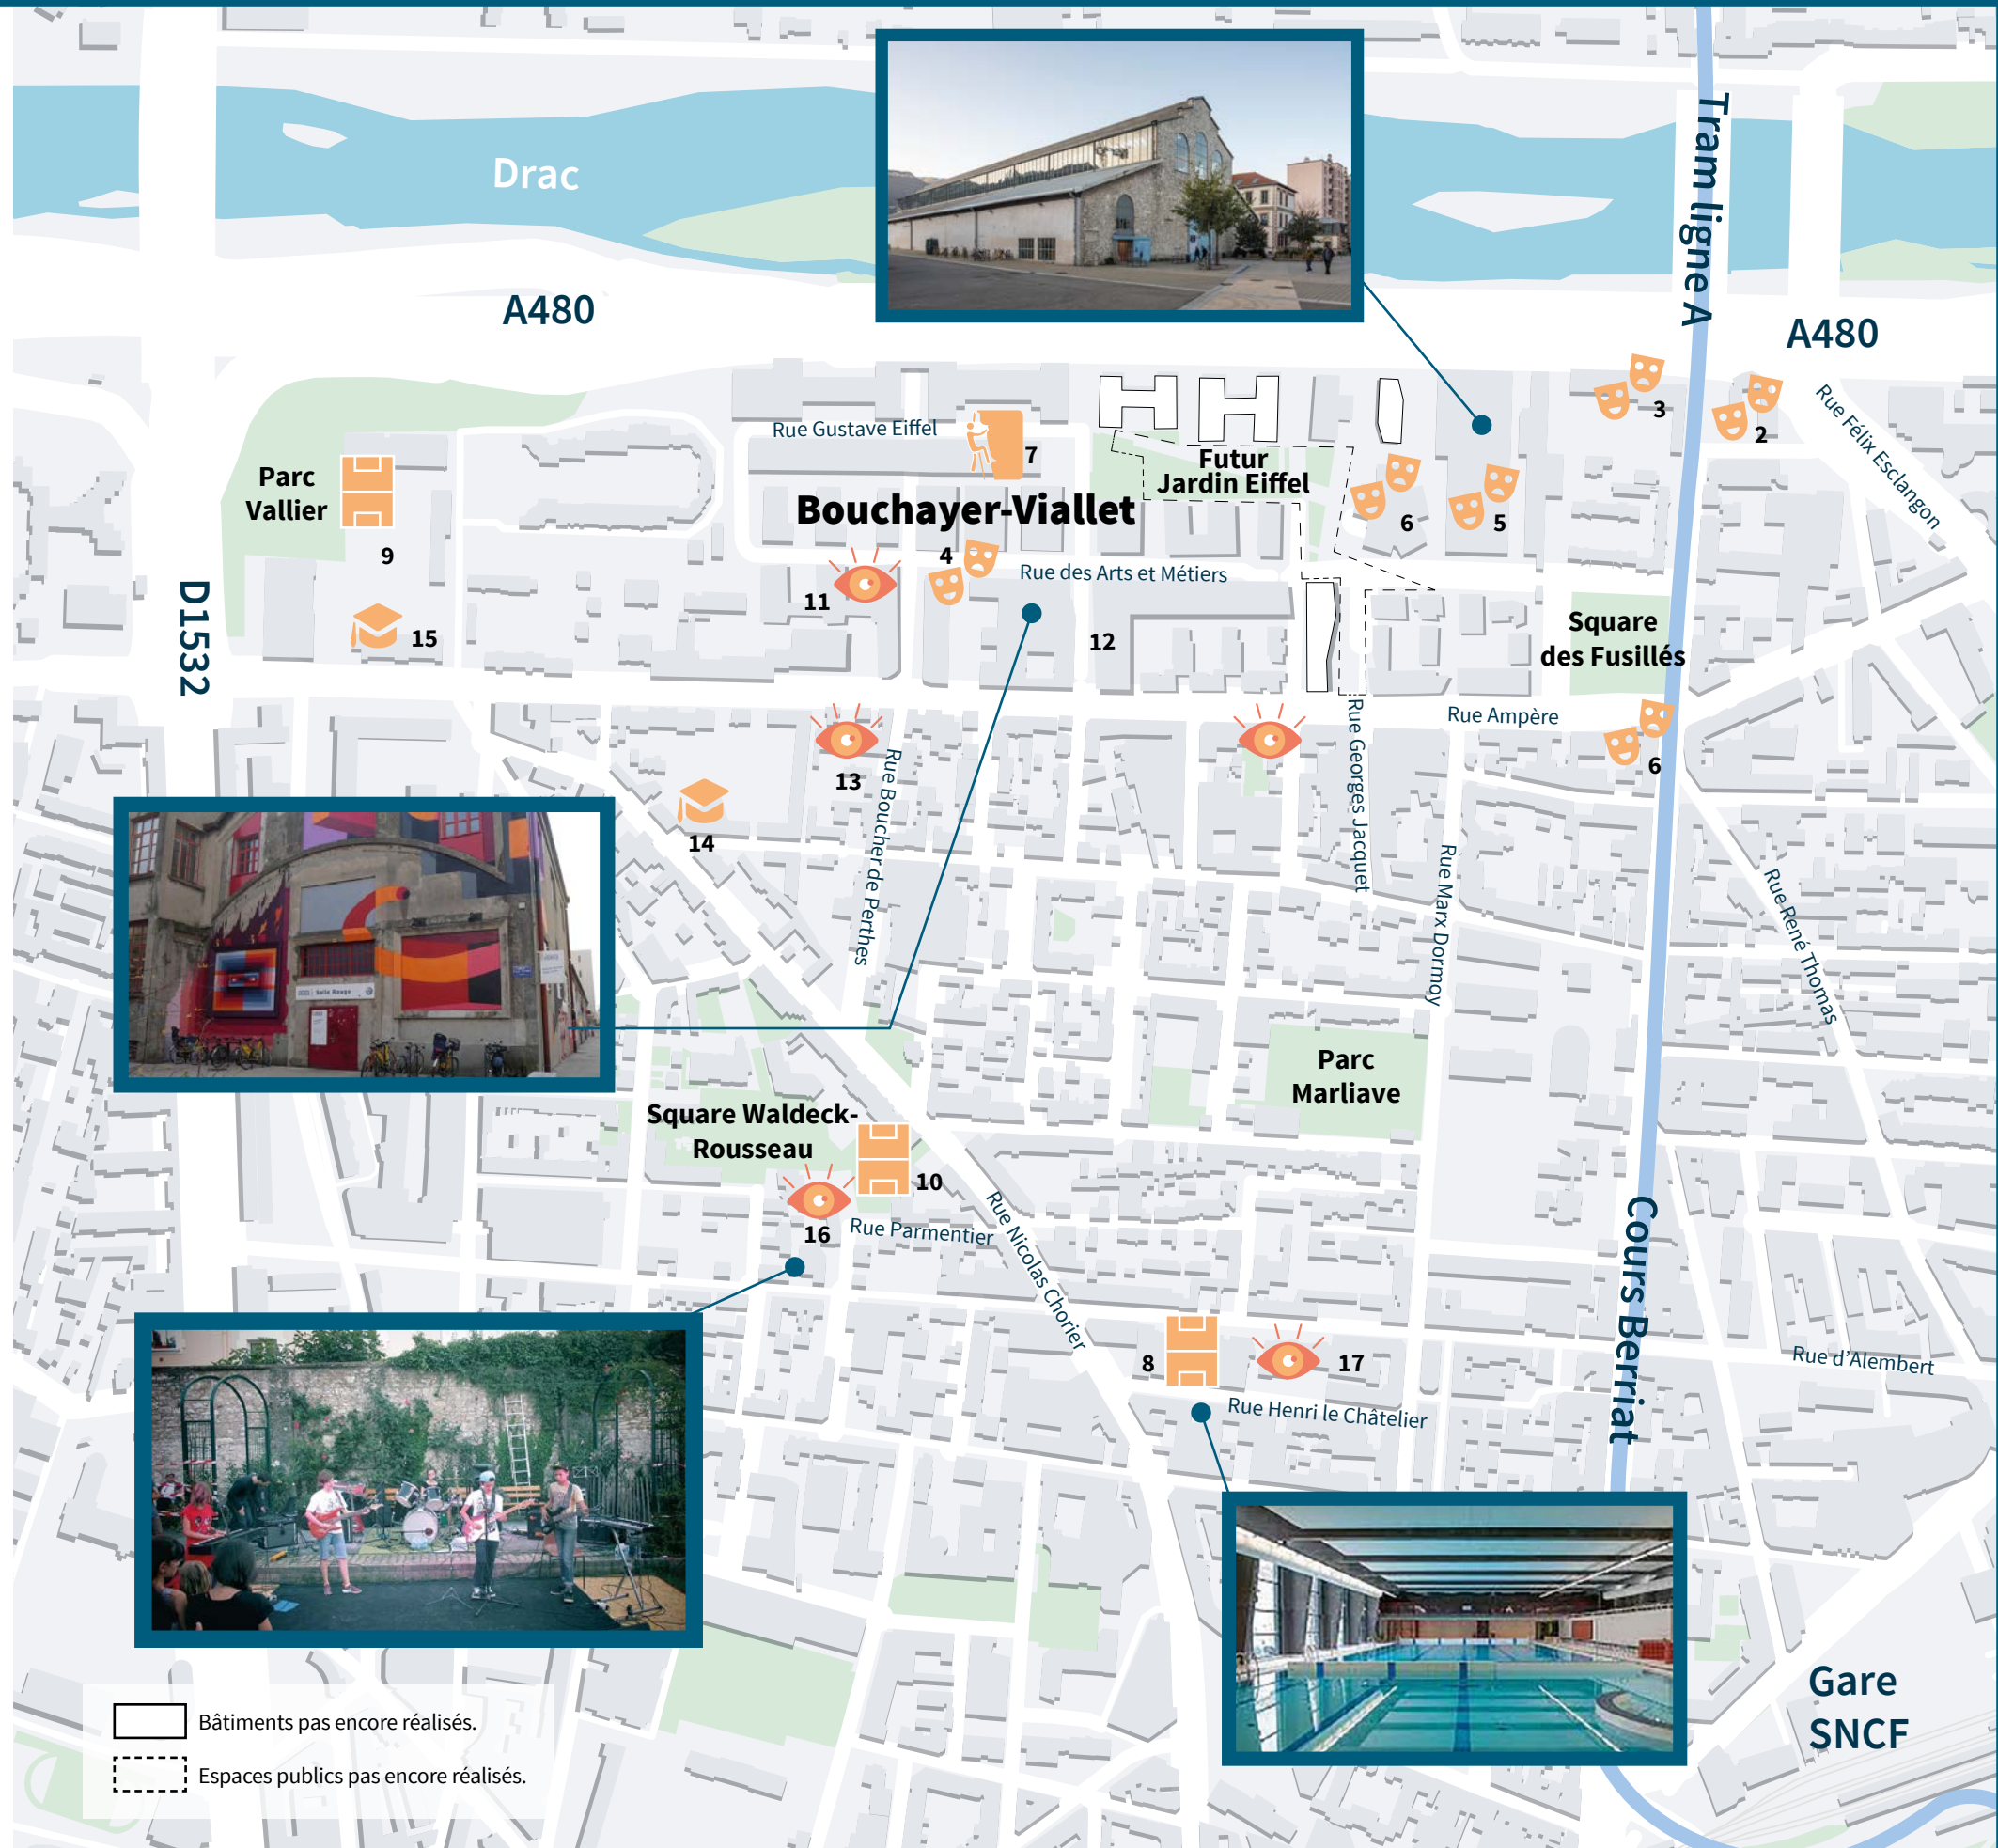 Drac
Tram ligne A
A480
A480
3
2
Rue Félix Esclangon
Rue Gustave Eiffel
7
Futur
Jardin Eiffel
Parc
Vallier
Bouchayer-Viallet
6
5
9
4
Rue des Arts et Métiers
11
D1532
15
12
Square
des Fusillés
Rue Ampère
6
13
Rue Boucher de Perthes
Rue Georges Jacquet
14
Rue Marx Dormoy
Rue René Thomas
Salle Rouge
Parc
Marliave
Square Waldeck-
Rousseau
10
16
Rue Parmentier
Rue Nicolas Chorier
Cours Berriat
8
17
Rue d'Alembert
Rue Henri le Châtelier
Gare
SNCF
Bâtiments pas encore réalisés.
Espaces publics pas encore réalisés.